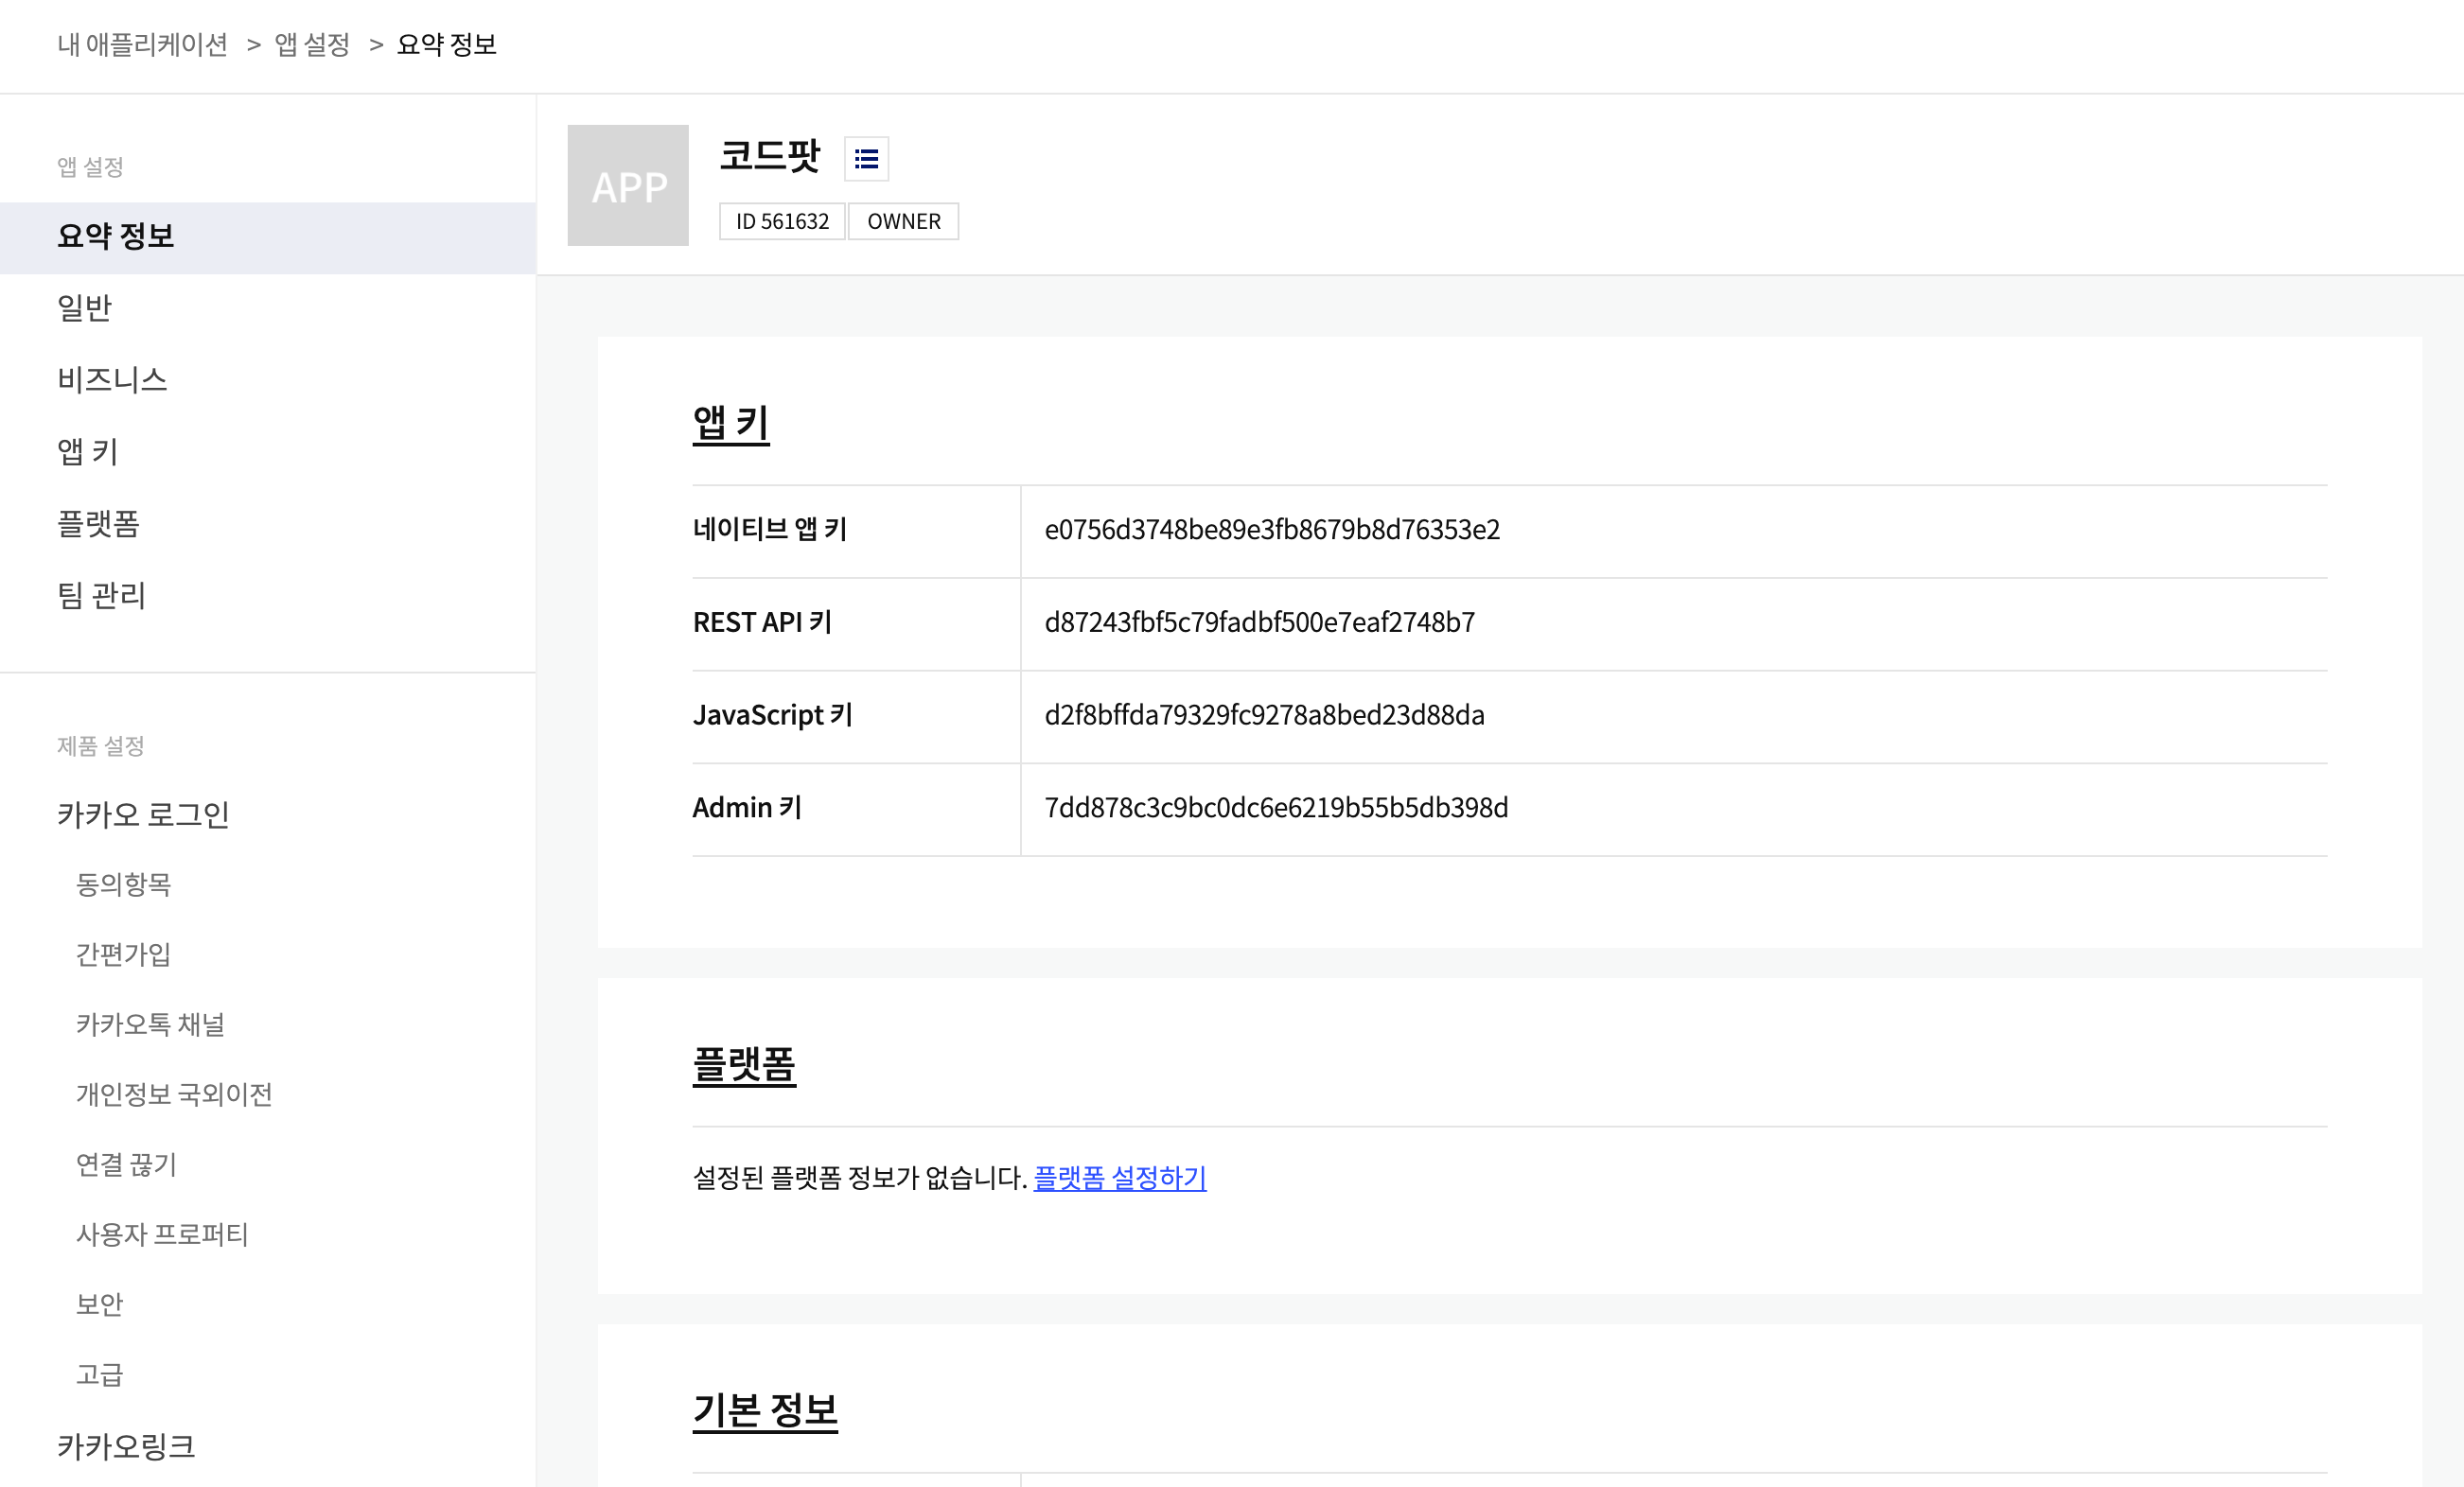 내 애플리케이션 > 앱 설정 > 요약 정보
앱 설정
요약 정보
일반
비즈니스
앱 키
플랫폼
팀 관리
제품 설정
카카오 로그인
동의항목
간편가입
카카오톡 채널
개인정보 국외이전
연결 끊기
사용자 프로퍼티
보안
고급
카카오링크
APP
코드팟
ID 561632 OWNER
앱 키
네이티브 앱 키 e0756d3748be89e3fb8679b8d76353e2
REST API 키 d87243fbf5c79fadbf500e7eaf2748b7
JavaScript 키 d2f8bffda79329fc9278a8bed23d88da
Admin 키 7dd878c3c9bc0dc6e6219b55b5db398d
플랫폼
설정된 플랫폼 정보가 없습니다. 플랫폼 설정하기
기본 정보